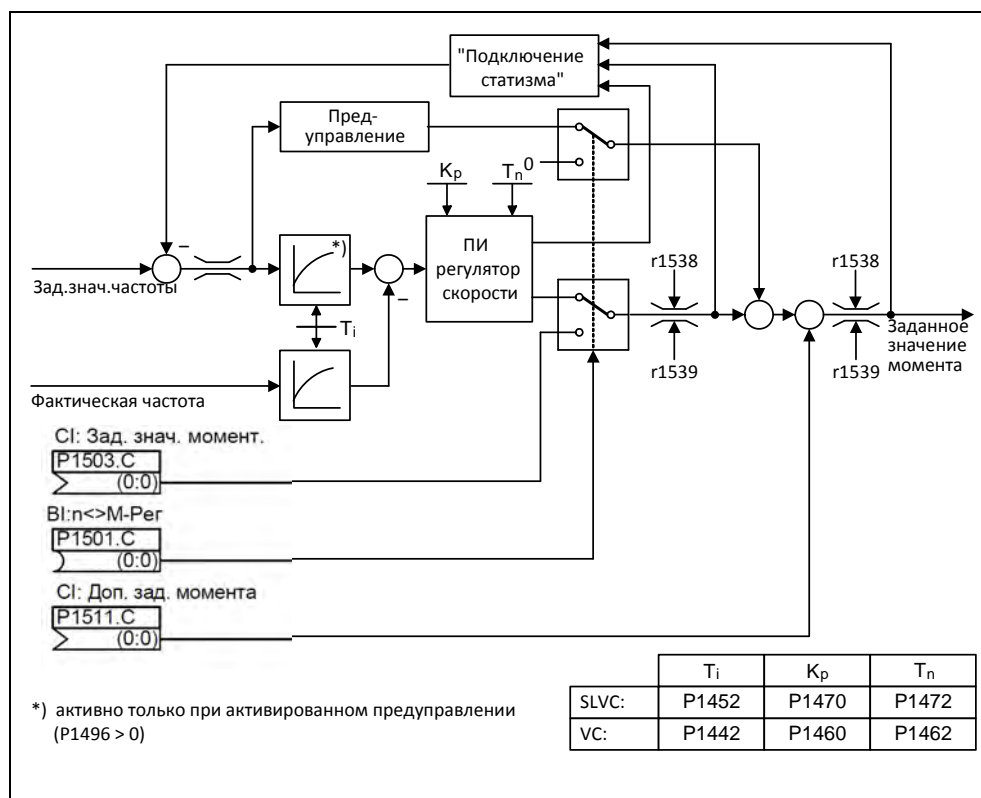 "Подключение
статизма"
Пред-
управление
Kp
Tn
0
*)
ПИ
регулятор
скорости
–
Зад.знач.частоты
–
Ti
r1538
r1538
r1539
r1539
Заданное
значение
момента
Фактическая частота
CI: Зад. знач. момент.
P1503.C
(0:0)
BI:n<>М-Рег
P1501.C
(0:0)
CI: Доп. зад. момента
P1511.C
(0:0)
Ti Kp Tn
SLVC: P1452 P1470 P1472
VC: P1442 P1460 P1462
*) активно только при активированном предуправлении
(P1496 > 0)